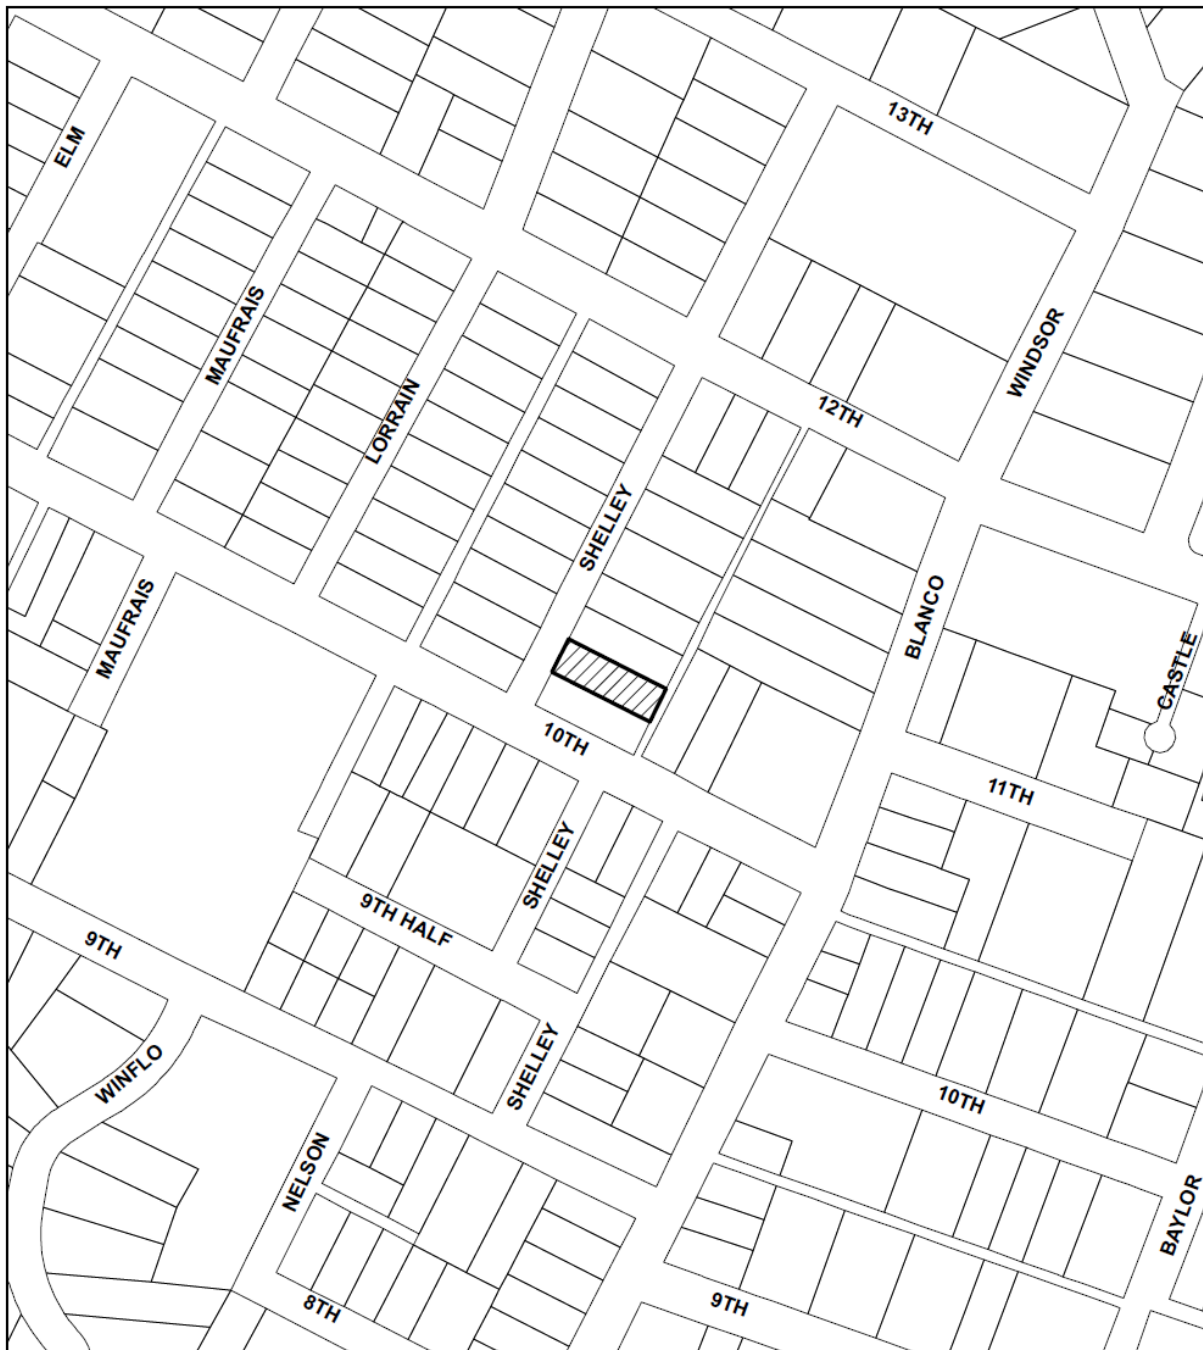 13TH
ELM
MAUFRAIS
WINDSOR
12TH
LORRAIN
SHELLEY
BLANCO
MAUFRAIS
CASTLE
10TH
11TH
SHELLEY
9TH HALF
9TH
SHELLEY
WINFLO
10TH
NELSON
BAYLOR
8TH
9TH